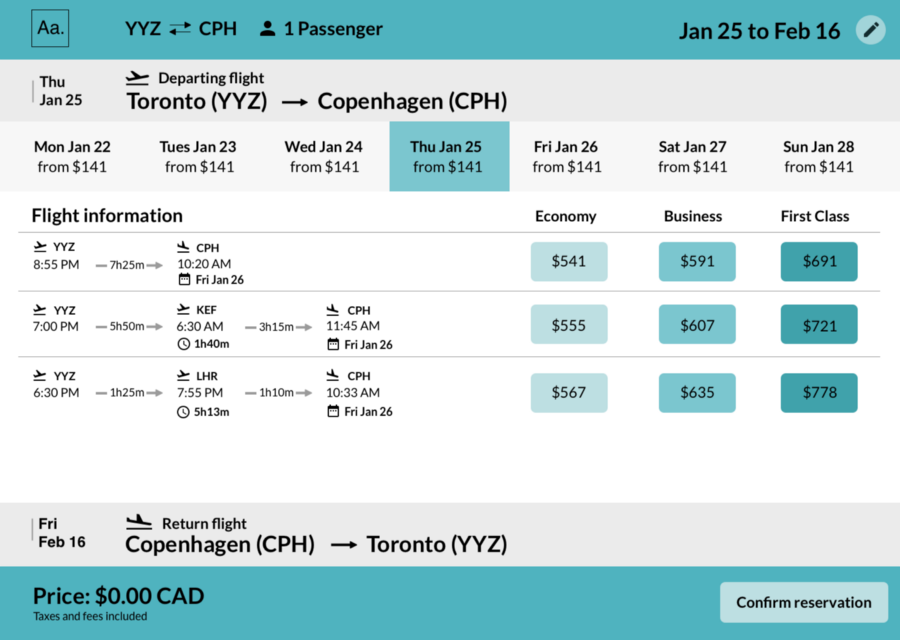 Aa. YYZ CPH 1 Passenger Jan 25 to Feb 16
Thu
Jan 25
Departing flight
Toronto (YYZ) → Copenhagen (CPH)
Mon Jan 22 Tues Jan 23 Wed Jan 24 Thu Jan 25 Fri Jan 26 Sat Jan 27 Sun Jan 28
from $141 from $141 from $141 from $141 from $141 from $141 from $141
Flight information Economy Business First Class
YYZ CPH
8:55 PM 7h25m 10:20 AM $541 $591 $691
Fri Jan 26
YYZ KEF CPH
7:00 PM 5h50m 6:30 AM 3h15m 11:45 AM $555 $607 $721
1h40m Fri Jan 26
YYZ LHR CPH
6:30 PM 1h25m 7:55 PM 1h10m 10:33 AM $567 $635 $778
5h13m Fri Jan 26
Fri
Feb 16
Return flight
Copenhagen (CPH) → Toronto (YYZ)
Price: $0.00 CAD
Taxes and fees included
Confirm reservation